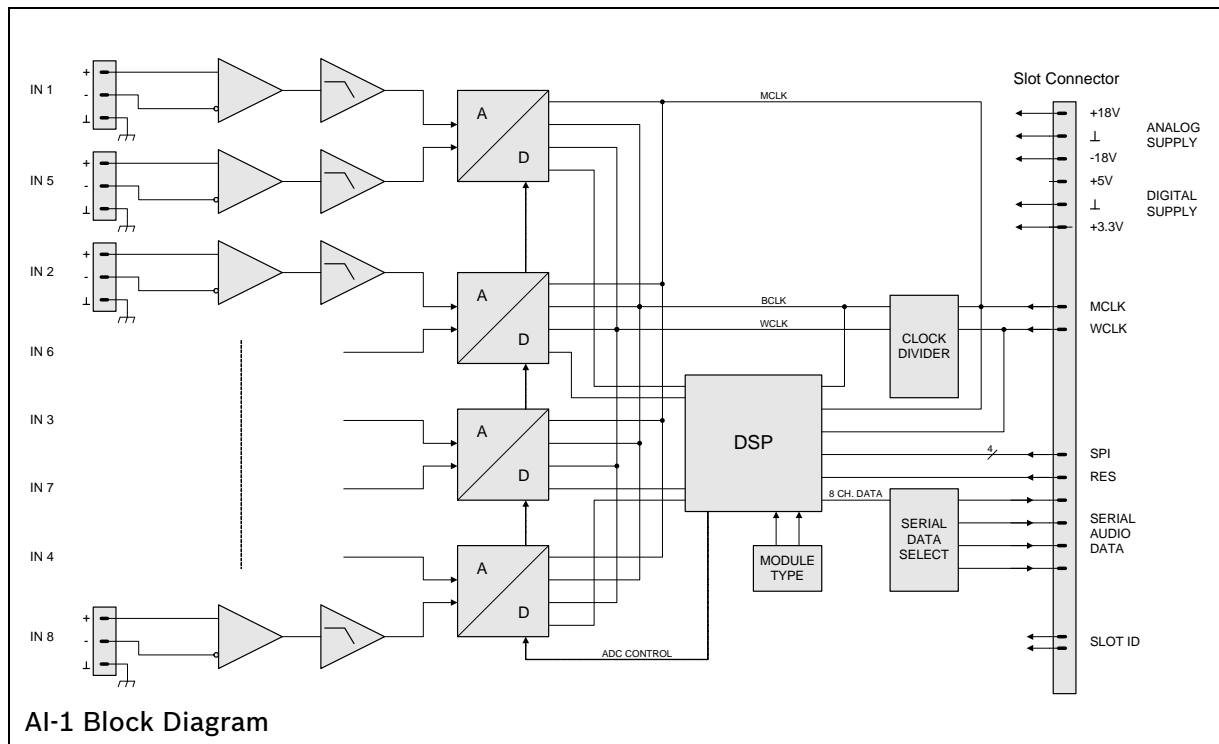 IN 1
+
-
⊥
IN 5
+
-
⊥
IN 2
+
-
⊥
IN 6
IN 3
IN 7
IN 4
IN 8
+
-
⊥
A
D
A
D
A
D
A
D
MCLK
BCLK
WCLK
CLOCK
DIVIDER
DSP
4
8 CH. DATA
SERIAL
DATA
SELECT
MODULE
TYPE
ADC CONTROL
Slot Connector
+18V
⊥
-18V
ANALOG
SUPPLY
+5V
⊥
+3.3V
DIGITAL
SUPPLY
MCLK
WCLK
SPI
RES
SERIAL
AUDIO
DATA
SLOT ID
AI-1 Block Diagram